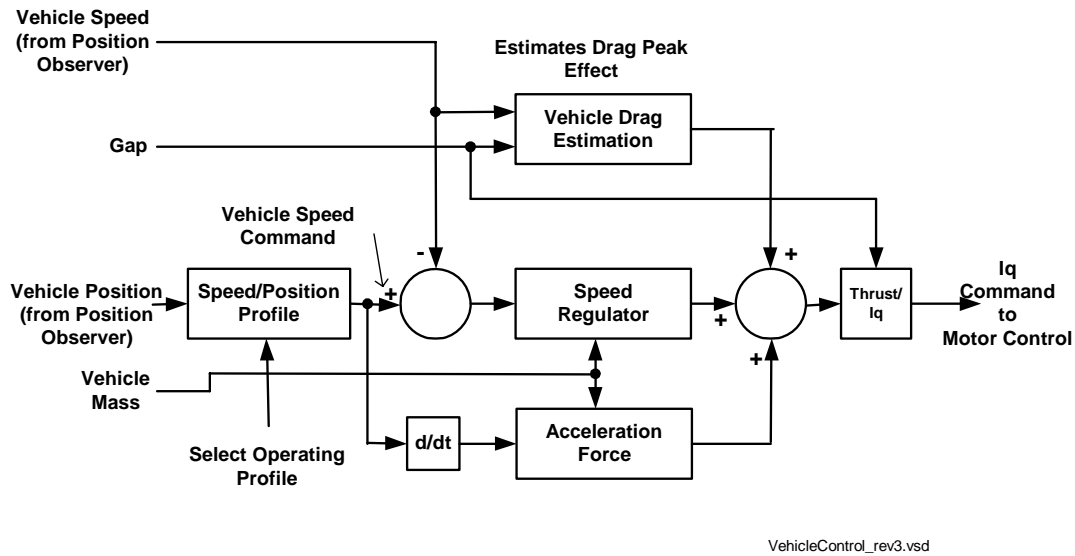 Vehicle Speed
(from Position
Observer)
Estimates Drag Peak
Effect
Vehicle Drag
Estimation
Gap
Vehicle Speed
Command
-
+
+
Vehicle Position
(from Position
Observer)
Speed/Position
Profile
Speed
Regulator
+
Thrust/
Iq
Iq
Command
to
Motor Control
+
Vehicle
Mass
d/dt
Acceleration
Force
Select Operating
Profile
VehicleControl_rev3.vsd